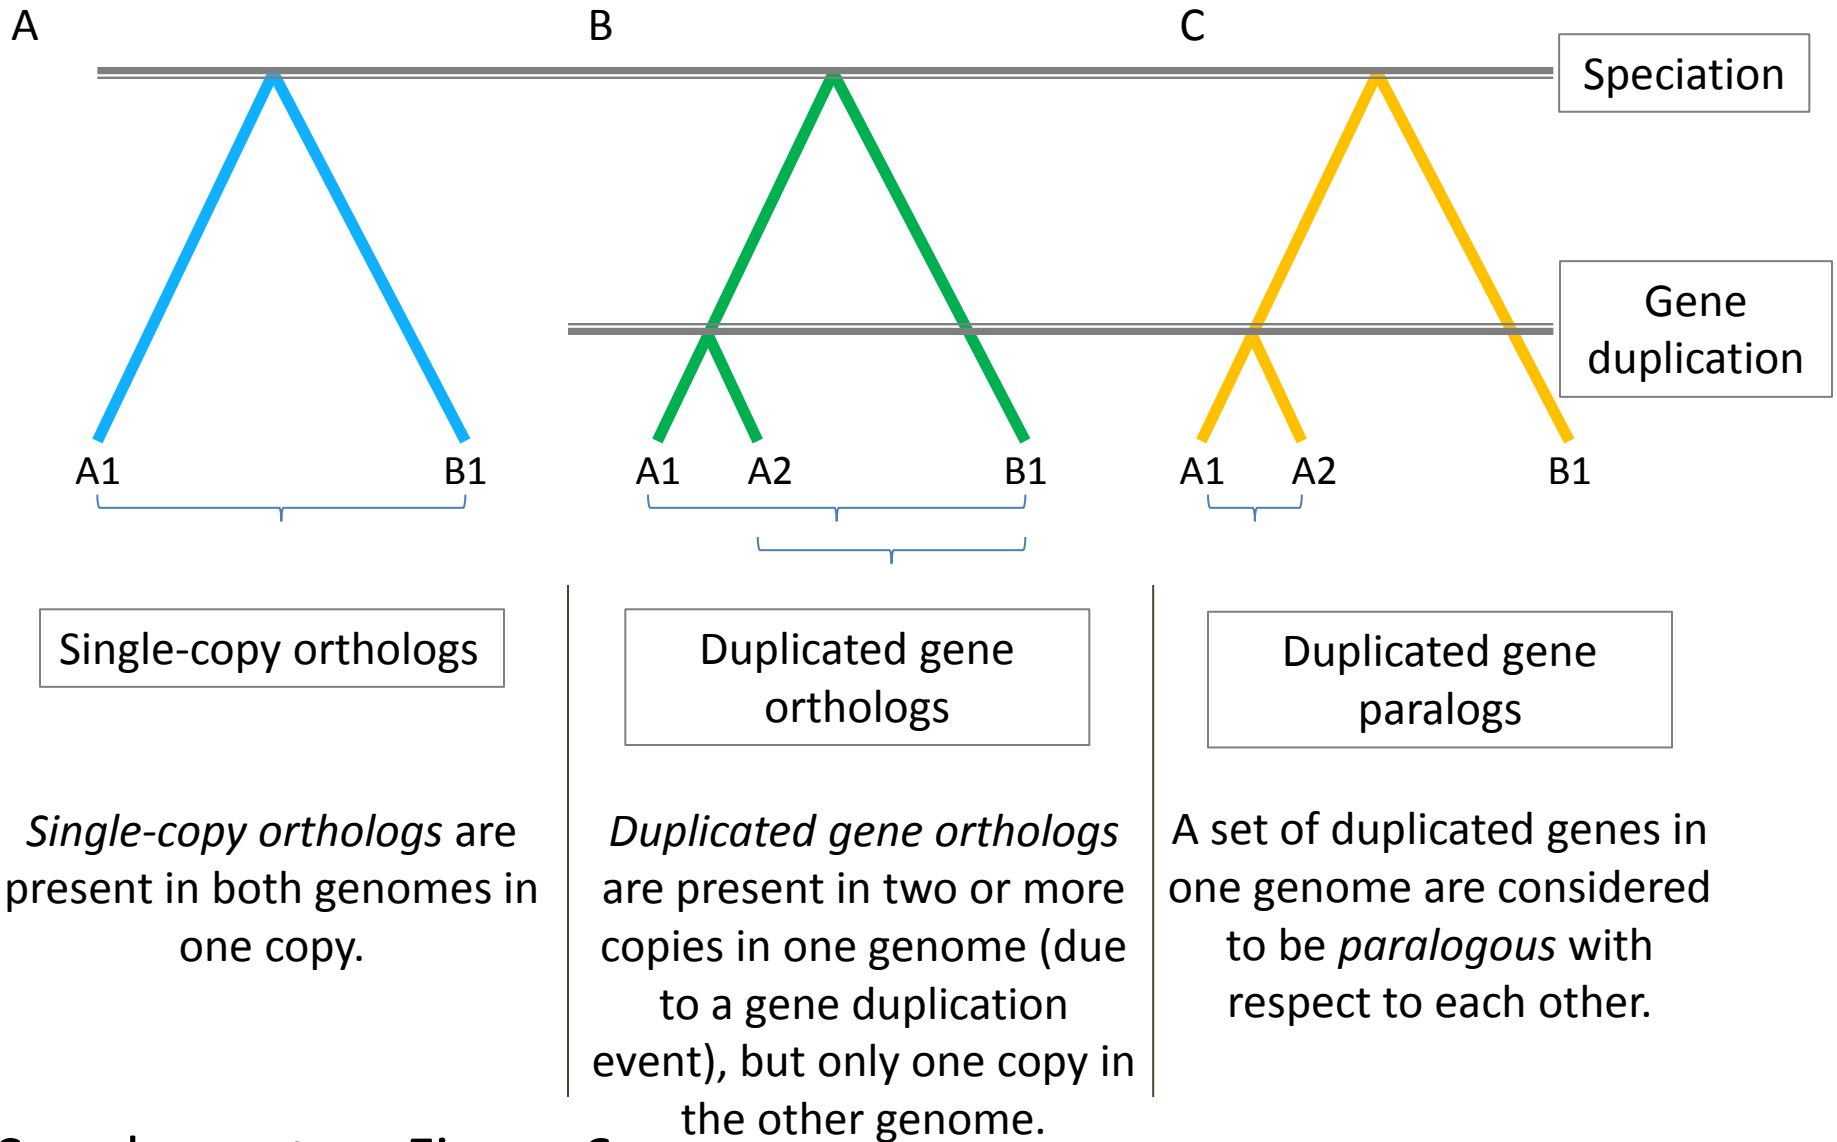 A
B
C
Speciation
Gene
duplication
A1
B1
A1
A2
B1
A1
A2
B1
Single-copy orthologs
Duplicated gene
orthologs
Duplicated gene
paralogs
Single-copy orthologs are
present in both genomes in
one copy.
Duplicated gene orthologs
are present in two or more
copies in one genome (due
to a gene duplication
event), but only one copy in
the other genome.
A set of duplicated genes in
one genome are considered
to be paralogous with
respect to each other.